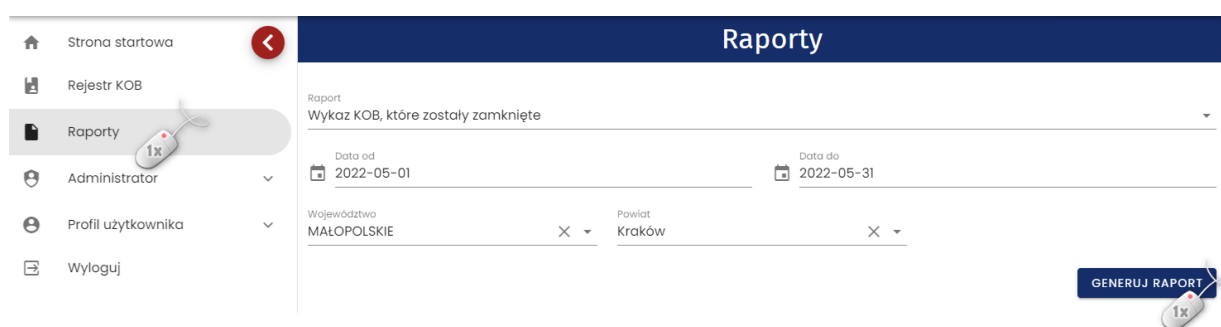 Strona startowa
Raporty
Rejestr KOB
Raport
Wykaz KOB, które zostały zamknięte
Raporty
1x
Data od
Data do
2022-05-01
2022-05-31
Administrator
Profil użytkownika
Województwo
Powiat
MAŁOPOLSKIE
Kraków
Wyloguj
GENERUJ RAPORT
1x